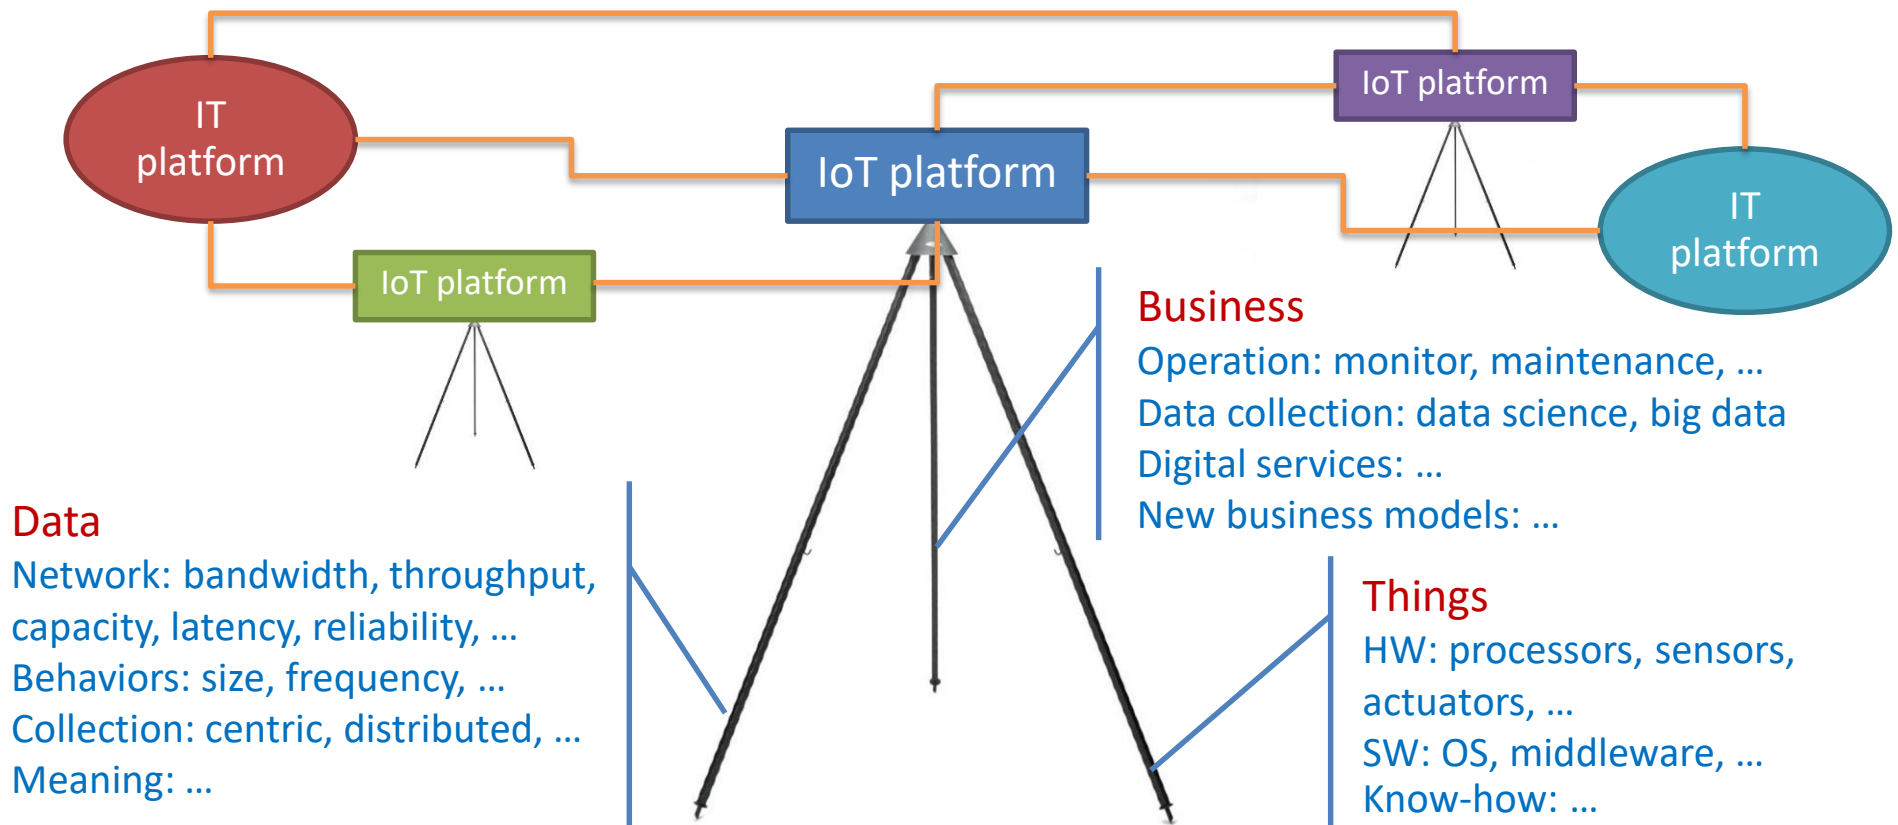 IT
platform
IoT platform
IoT platform
IoT platform
IT
platform
Business
Operation: monitor, maintenance, ...
Data collection: data science, big data
Digital services: ...
New business models: ...
Data
Network: bandwidth, throughput,
capacity, latency, reliability, ...
Behaviors: size, frequency, ...
Collection: centric, distributed, ...
Meaning: ...
Things
HW: processors, sensors,
actuators, ...
SW: OS, middleware, ...
Know-how: ...